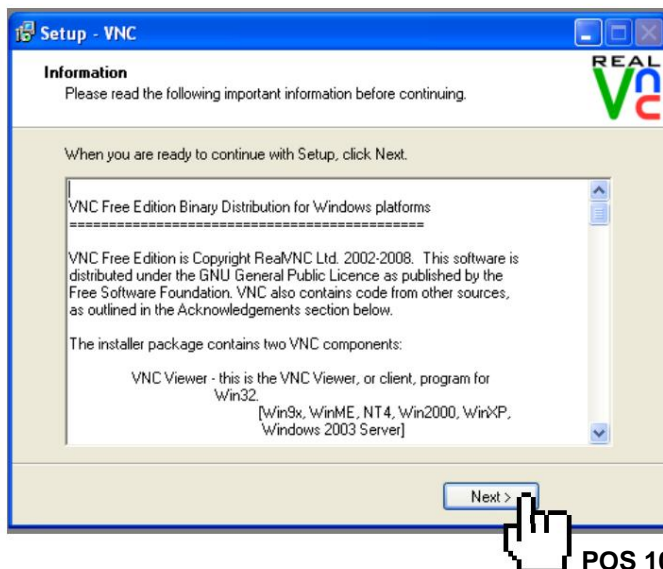 Setup - VNC
Information
Please read the following important information before continuing.
REAL
Vnc
When you are ready to continue with Setup, click Next.
VNC Free Edition Binary Distribution for Windows platforms
=============================================
VNC Free Edition is Copyright RealVNC Ltd. 2002-2008. This software is
distributed under the GNU General Public Licence as published by the
Free Software Foundation. VNC also contains code from other sources,
as outlined in the Acknowledgements section below.
The installer package contains two VNC components:
VNC Viewer - this is the VNC Viewer, or client, program for
Win32.
[Win9x, WinME, NT4, Win2000, WinXP,
Windows 2003 Server]
Next >
POS 10